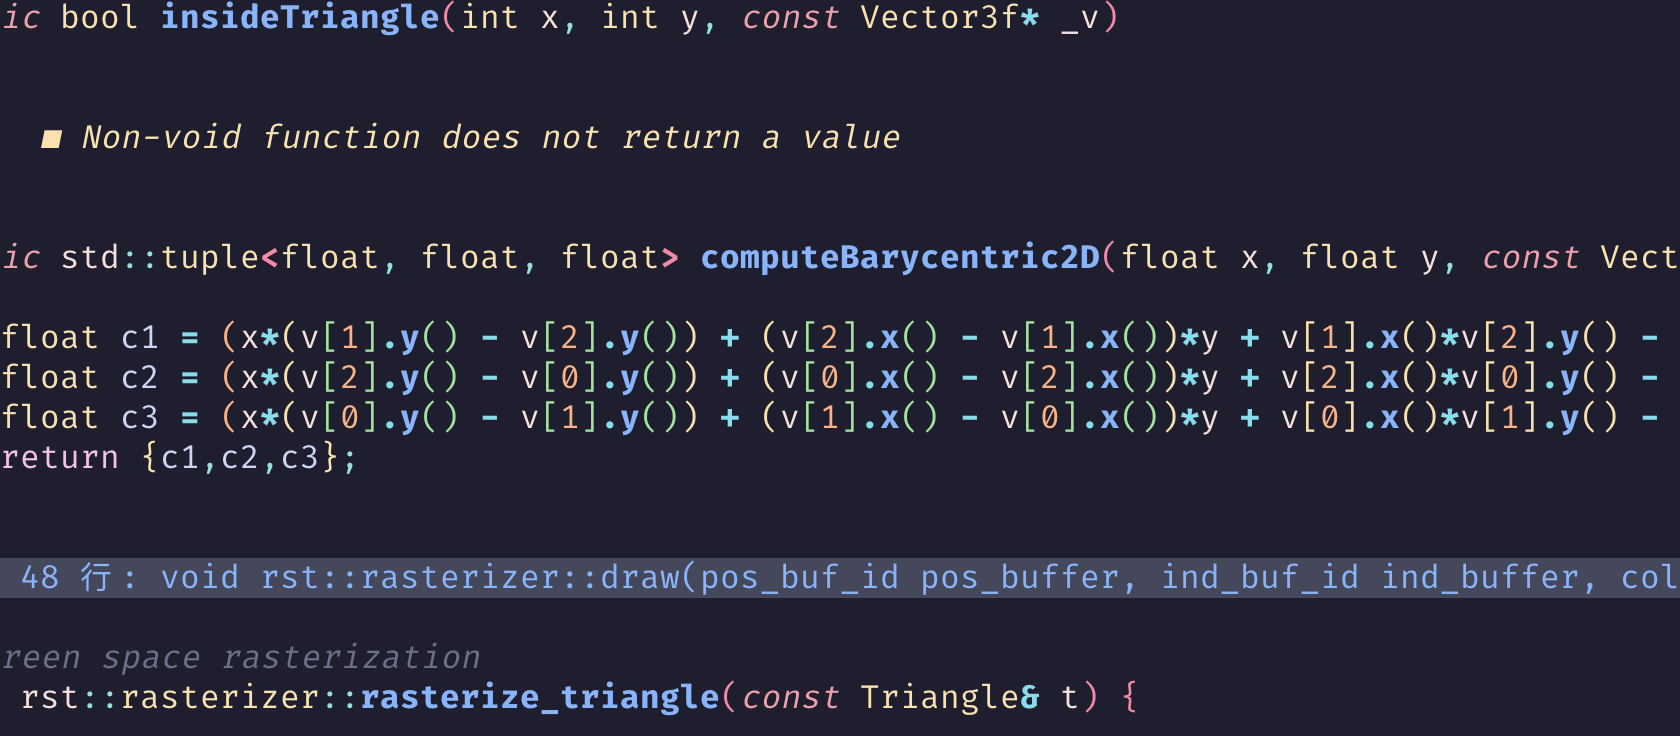 ic bool insideTriangle(int x, int y, const Vector3f* _v)
■ Non-void function does not return a value
ic std::tuple<float, float, float> computeBarycentric2D(float x, float y, const Vect
float c1 = (x*(v[1].y() - v[2].y()) + (v[2].x() - v[1].x())*y + v[1].x()*v[2].y() -
float c2 = (x*(v[2].y() - v[0].y()) + (v[0].x() - v[2].x())*y + v[2].x()*v[0].y() -
float c3 = (x*(v[0].y() - v[1].y()) + (v[1].x() - v[0].x())*y + v[0].x()*v[1].y() -
return {c1,c2,c3};
48 行: void rst::rasterizer::draw(pos_buf_id pos_buffer, ind_buf_id ind_buffer, col
reen space rasterization
rst::rasterizer::rasterize_triangle(const Triangle& t) {